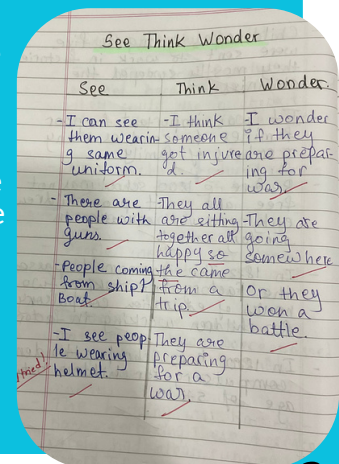 See Think Wonder
See
-I can see
them wearin-
g same
uniform.
- There are
people with
guns.
-People coming
from ship/
Boat.
-I see peop
le wearing
helmet.
tried!
Think
-I think
someone
got injure
d.
-They all
are sitting
together all
happy so
the came
from a
trip.
They are
preparing
for a
war.
Wonder.
-I wonder
if they
are prepar-
ing for
war.
-They are
going
somewhere
Or they
won a
battle.